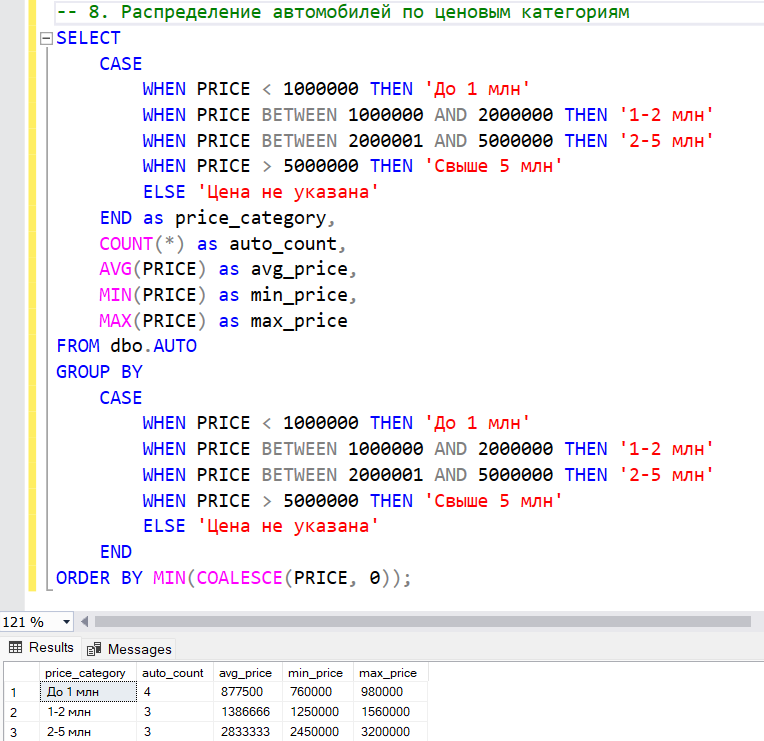 -- 8. Распределение автомобилей по ценовым категориям
SELECT
CASE
WHEN PRICE < 1000000 THEN 'До 1 млн'
WHEN PRICE BETWEEN 1000000 AND 2000000 THEN '1-2 млн'
WHEN PRICE BETWEEN 2000001 AND 5000000 THEN '2-5 млн'
WHEN PRICE > 5000000 THEN 'Свыше 5 млн'
ELSE 'Цена не указана'
END as price_category,
COUNT(*) as auto_count,
AVG(PRICE) as avg_price,
MIN(PRICE) as min_price,
MAX(PRICE) as max_price
FROM dbo.AUTO
GROUP BY
CASE
WHEN PRICE < 1000000 THEN 'До 1 млн'
WHEN PRICE BETWEEN 1000000 AND 2000000 THEN '1-2 млн'
WHEN PRICE BETWEEN 2000001 AND 5000000 THEN '2-5 млн'
WHEN PRICE > 5000000 THEN 'Свыше 5 млн'
ELSE 'Цена не указана'
END
ORDER BY MIN(COALESCE(PRICE, 0));
121 %
Results Messages
price_category auto_count avg_price min_price max_price
1 До 1 млн 4 877500 760000 980000
2 1-2 млн 3 1386666 1250000 1560000
3 2-5 млн 3 2833333 2450000 3200000